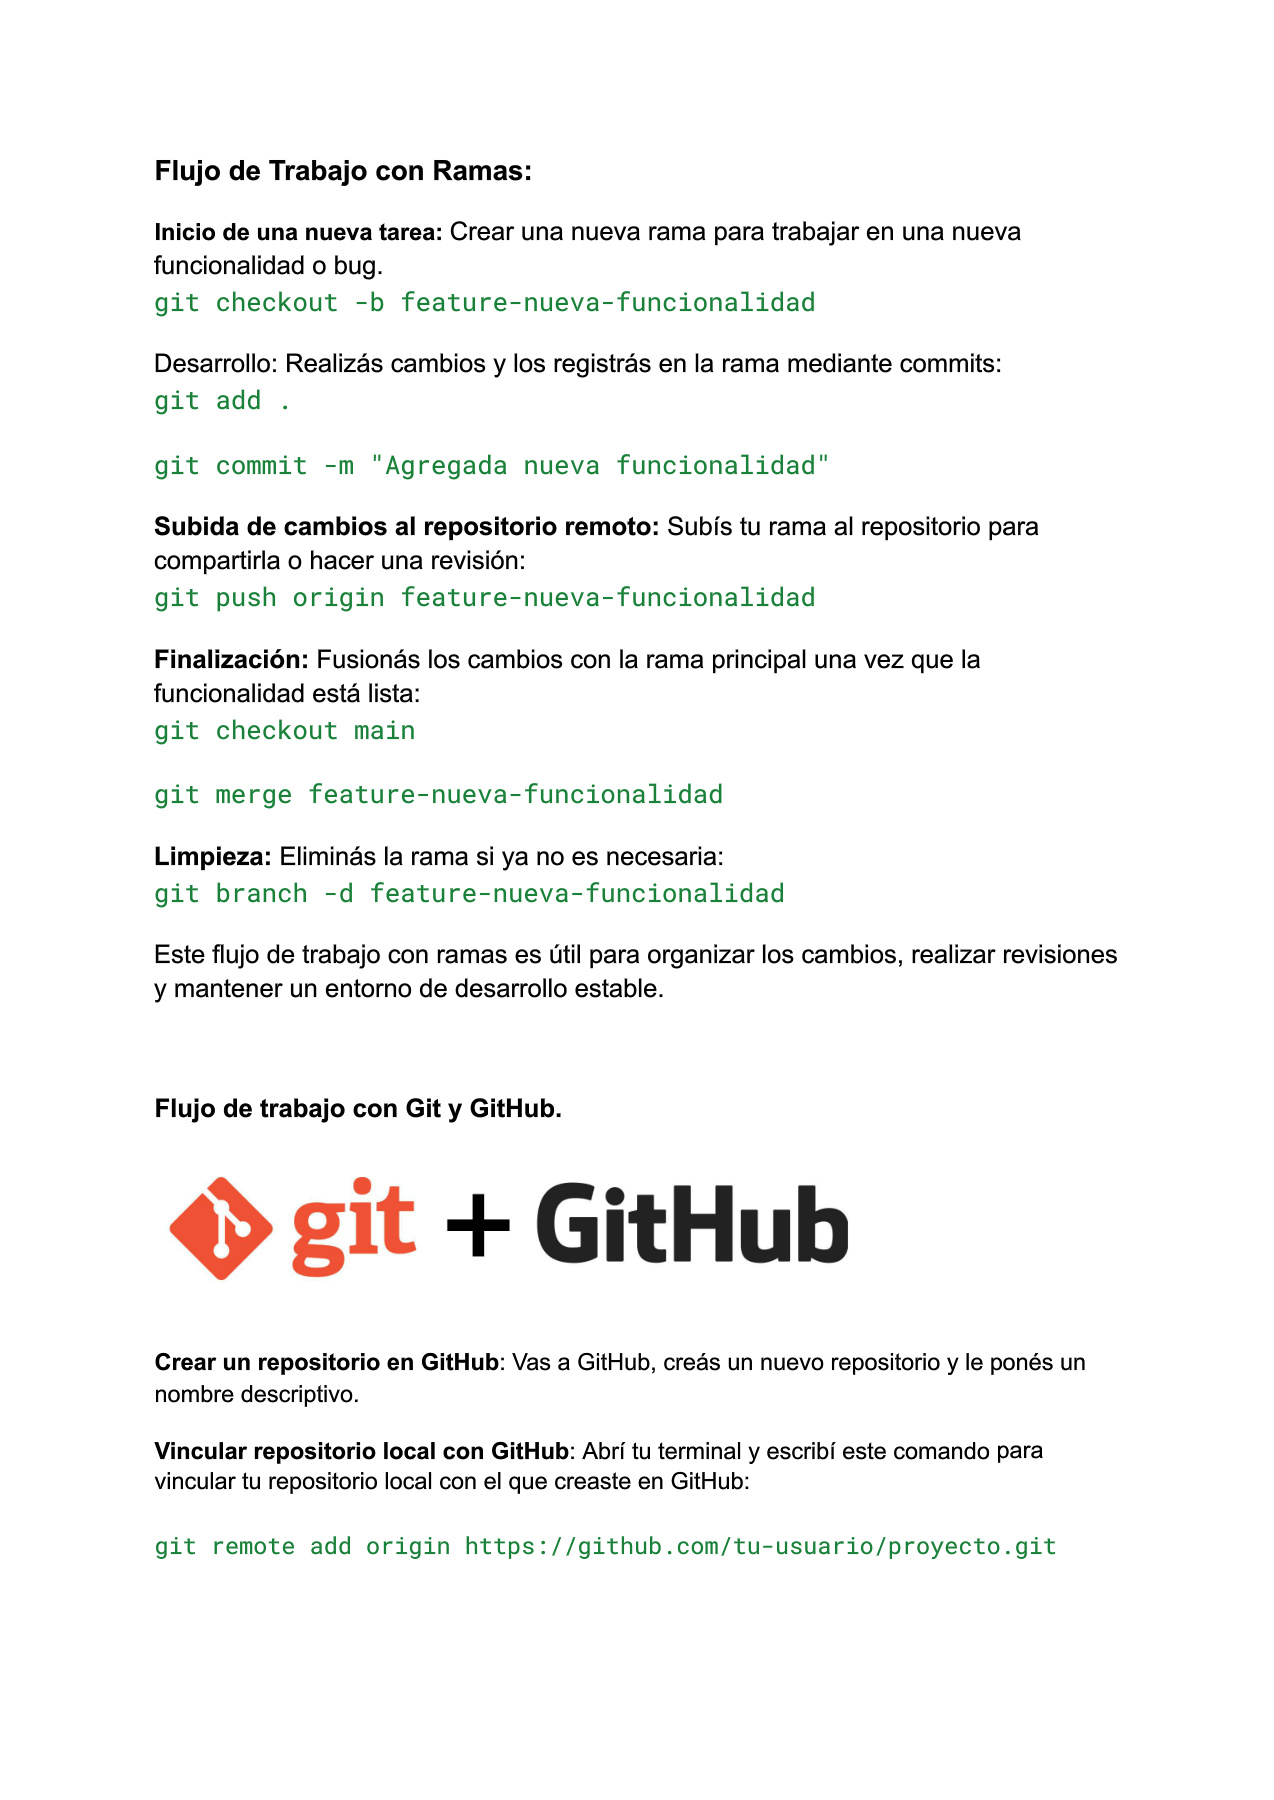 Flujo de Trabajo con Ramas:
Inicio de una nueva tarea: Crear una nueva rama para trabajar en una nueva
funcionalidad o bug.
git checkout -b feature-nueva-funcionalidad
Desarrollo: Realizás cambios y los registrás en la rama mediante commits:
git add .
git commit -m "Agregada nueva funcionalidad"
Subida de cambios al repositorio remoto: Subís tu rama al repositorio para
compartirla o hacer una revisión:
git push origin feature-nueva-funcionalidad
Finalización: Fusionás los cambios con la rama principal una vez que la
funcionalidad está lista:
git checkout main
git merge feature-nueva-funcionalidad
Limpieza: Eliminás la rama si ya no es necesaria:
git branch -d feature-nueva-funcionalidad
Este flujo de trabajo con ramas es útil para organizar los cambios, realizar revisiones
y mantener un entorno de desarrollo estable.
Flujo de trabajo con Git y GitHub.
git + GitHub
Crear un repositorio en GitHub: Vas a GitHub, creás un nuevo repositorio y le ponés un
nombre descriptivo.
Vincular repositorio local con GitHub: Abrí tu terminal y escribí este comando para
vincular tu repositorio local con el que creaste en GitHub:
git remote add origin https://github.com/tu-usuario/proyecto.git